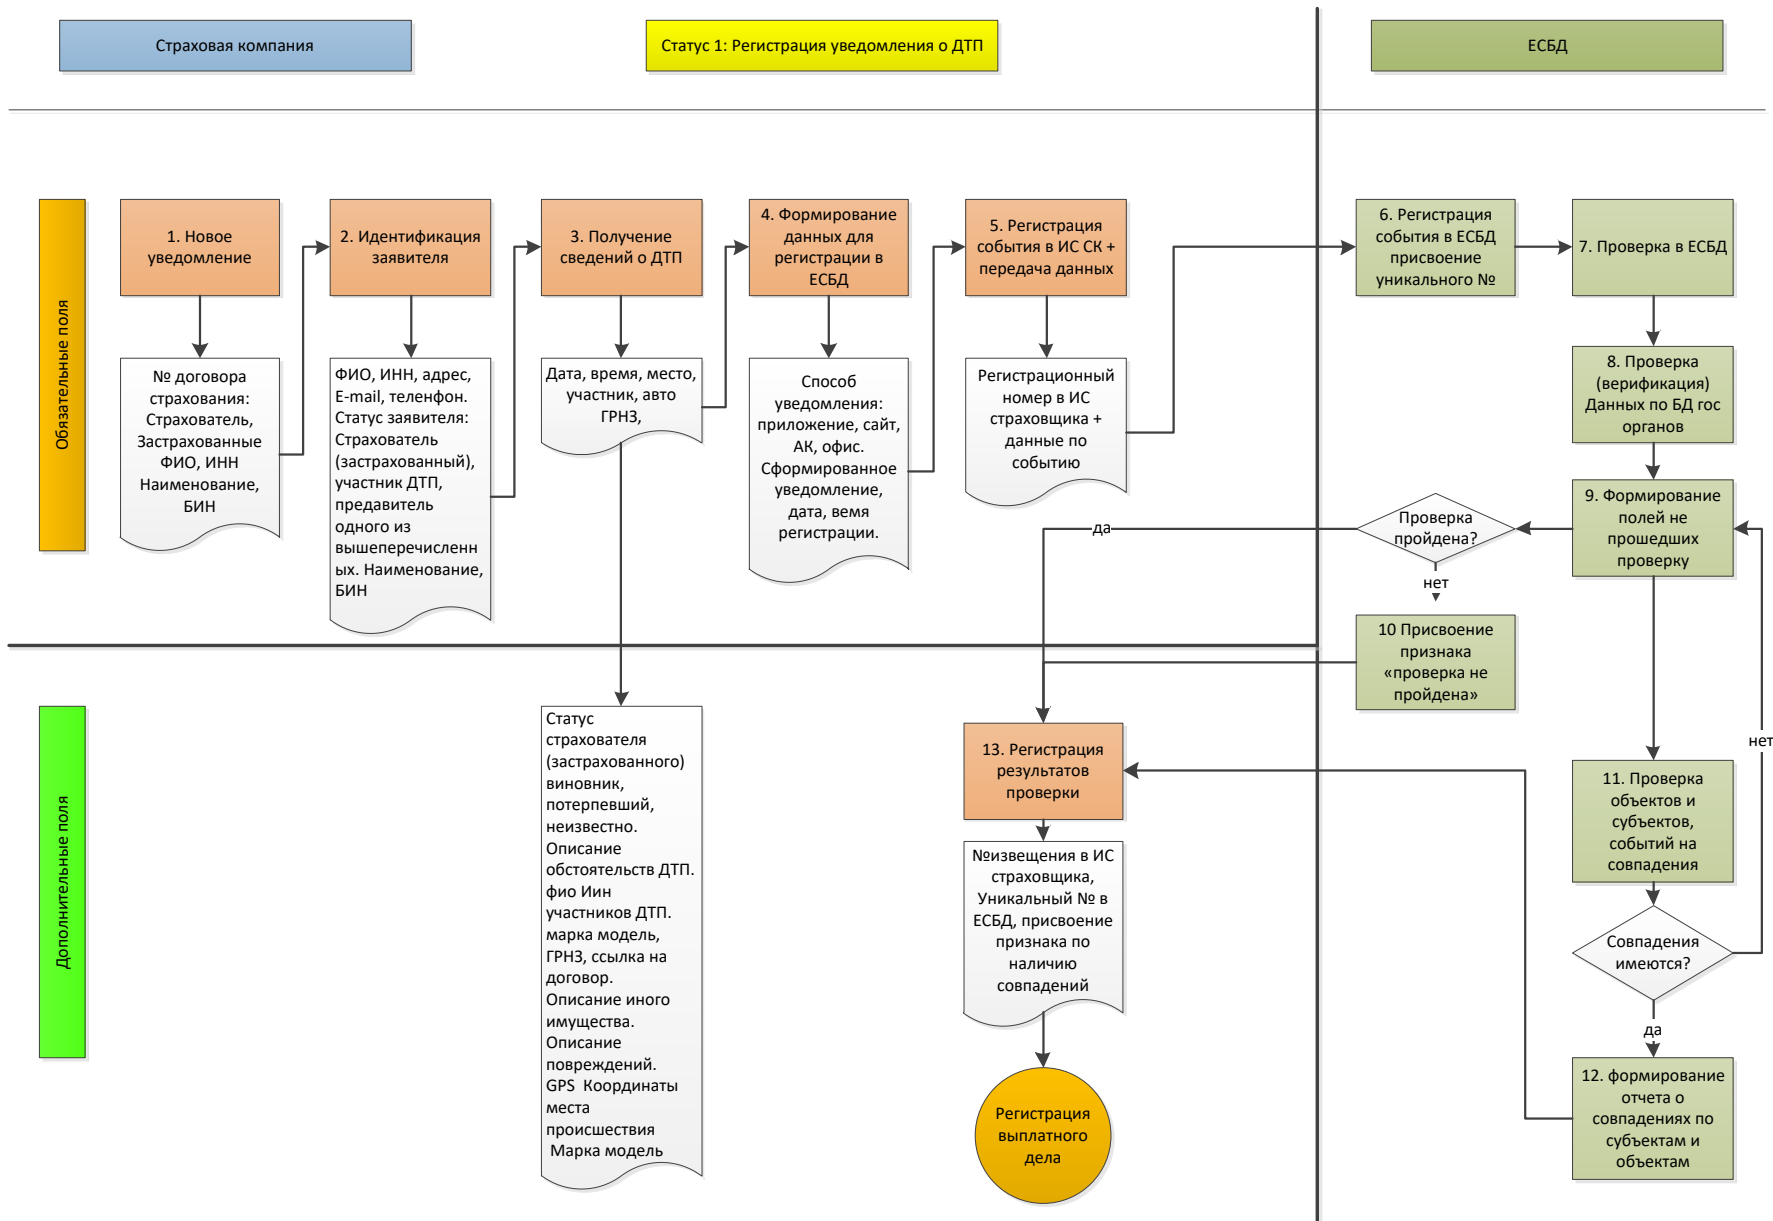 Страховая компания
Статус 1: Регистрация уведомления о ДТП
ЕСБД
Обязательные поля
1. Новое
уведомление
2. Идентификация
заявителя
3. Получение
сведений о ДТП
4. Формирование
данных для
регистрации в
ЕСБД
5. Регистрация
события в ИС СК +
передача данных
6. Регистрация
события в ЕСБД
присвоение
уникального №
7. Проверка в ЕСБД
№ договора
страхования:
Страхователь,
Застрахованные
ФИО, ИНН
Наименование,
БИН
ФИО, ИНН, адрес,
E-mail, теленфон.
Статус заявителя:
Страхователь
(застрахованный),
участник ДТП,
предавитель
одного из
вышеперечисленн
ых. Наименование,
БИН
Дата, время, место,
участник, авто
ГРНЗ,
Способ
уведомления:
приложение, сайт,
АК, офис.
Сформированное
уведомление,
дата, вемя
регистрации.
Регистрационный
номер в ИС
страховщика +
данные по
событию
8. Проверка
(верификация)
Данных по БД гос
органов
9. Формирование
полей не
прошедших
проверку
Проверка
пройдена?
да
нет
10 Присвоение
признака
«проверка не
пройдена»
Дополнительные поля
Статус
страхователя
(застрахованного)
виновник,
потерпевший,
неизвестно.
Описание
обстоятельств ДТП.
фио Иин
участников ДТП.
марка модель,
ГРНЗ, ссылка на
договор.
Описание иного
имущества.
Описание
повреждений.
GPS Координаты
места
происшествия
Марка модель
13. Регистрация
результатов
проверки
№извещения в ИС
страховщика,
Уникальный № в
ЕСБД, присвоение
признака по
наличию
совпадений
Регистрация
выплатного
дела
11. Проверка
объектов и
субъектов,
событий на
совпадения
нет
Совпадения
имеются?
да
12. формирование
отчета о
совпадениях по
субъектам и
объектам